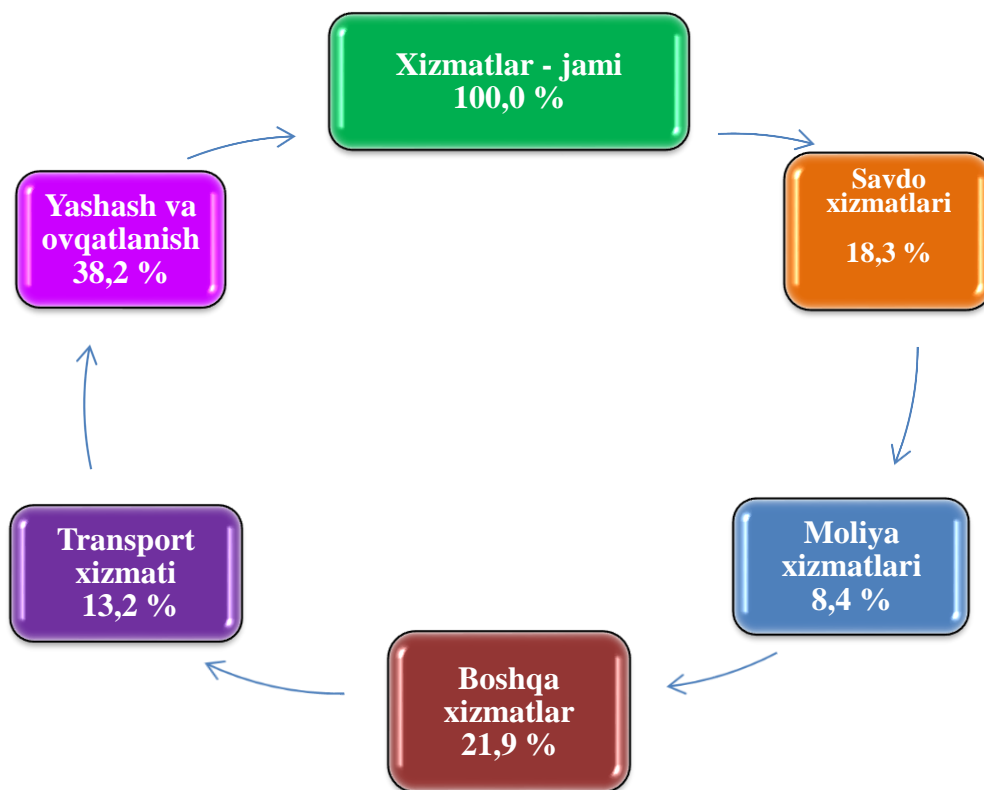 Xizmatlar - jami
100,0 %
Savdo
xizmatlari
18,3 %
Moliya
xizmatlari
8,4 %
Boshqa
xizmatlar
21,9 %
Transport
xizmati
13,2 %
Yashash va
ovqatlanish
38,2 %